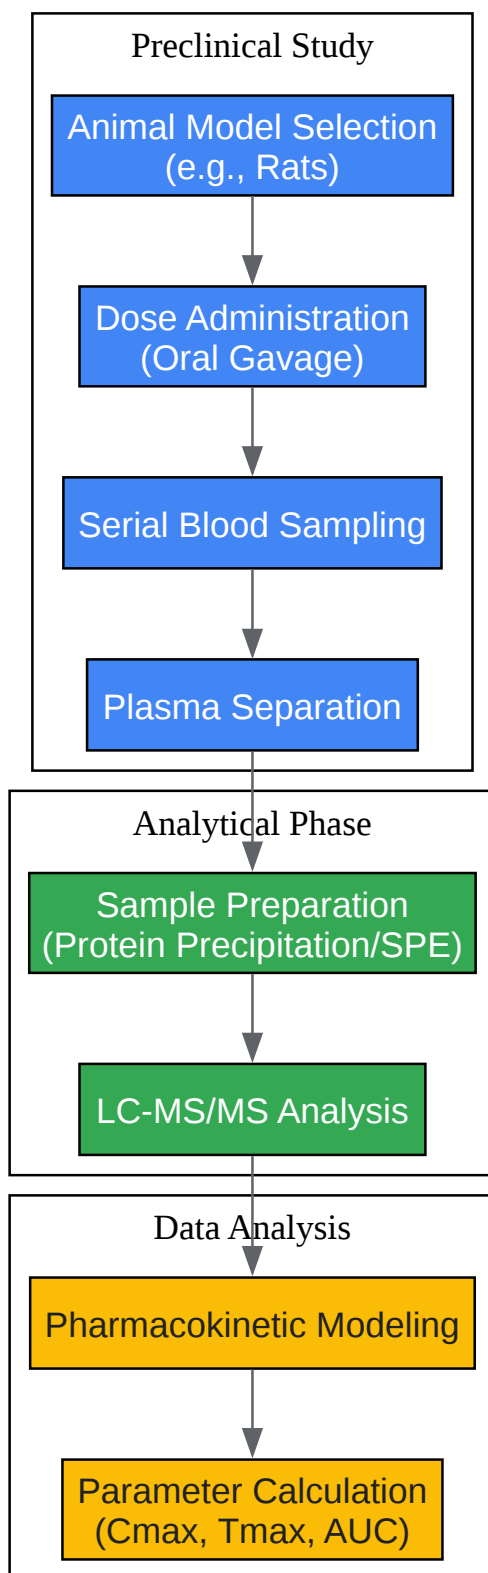 Preclinical Study
Animal Model Selection
(e.g., Rats)
Dose Administration
(Oral Gavage)
Serial Blood Sampling
Plasma Separation
Analytical Phase
Sample Preparation
(Protein Precipitation/SPE)
LC-MS/MS Analysis
Data Analysis
Pharmacokinetic Modeling
Parameter Calculation
(Cmax, Tmax, AUC)